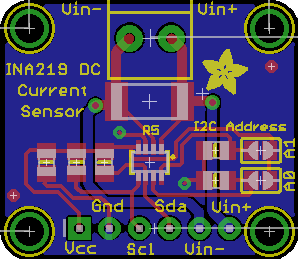 Vin- Vin+
INA219 DC
Current
Sensor
R5
I2C Address
A1
A0
Gnd Sda Vin+
Vcc Scl Vin-